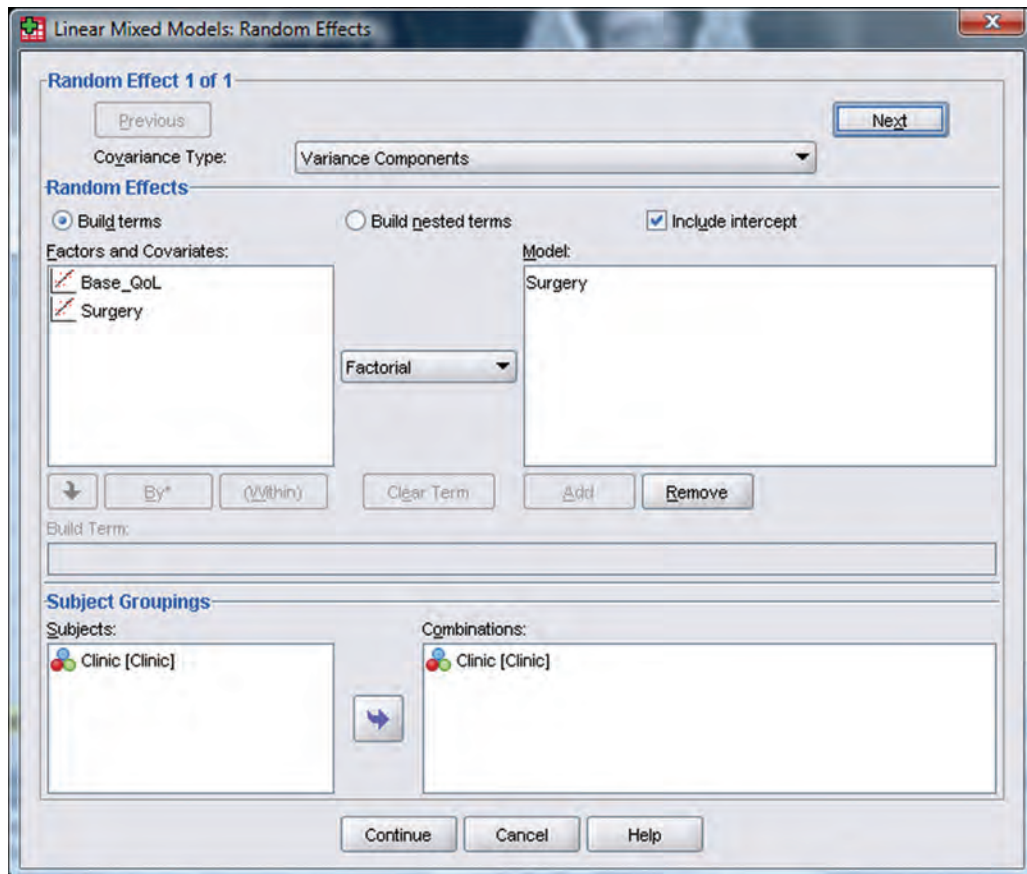 Linear Mixed Models: Random Effects
Random Effect 1 of 1
Previous
Next
Covariance Type:
Variance Components
Random Effects
Build terms
Build nested terms
Include intercept
Factors and Covariates:
Model:
Base_QoL
Surgery
Surgery
Factorial
By*
(Within)
Clear Term
Add
Remove
Build Term:
Subject Groupings
Subjects:
Combinations:
Clinic [Clinic]
Clinic [Clinic]
Continue
Cancel
Help